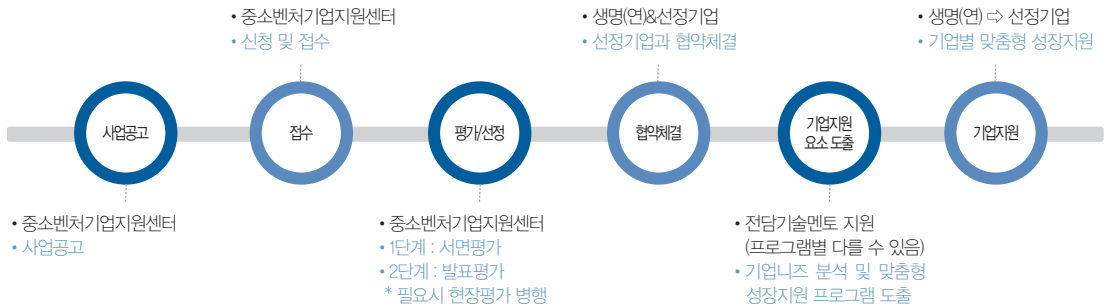 • 중소벤처기업지원센터
• 신청 및 접수
• 생명(연)&선정기업
• 선정기업과 협약체결
• 생명(연) ⇨ 선정기업
• 기업별 맞춤형 성장지원
사업공고
접수
평가/선정
협약체결
기업지원
요소 도출
기업지원
• 중소벤처기업지원센터
• 사업공고
• 중소벤처기업지원센터
• 1단계 : 서면평가
• 2단계 : 발표평가
* 필요시 현장평가 병행
• 전담기술멘토 지원
(프로그램별 다를 수 있음)
• 기업니즈 분석 및 맞춤형
성장지원 프로그램 도출